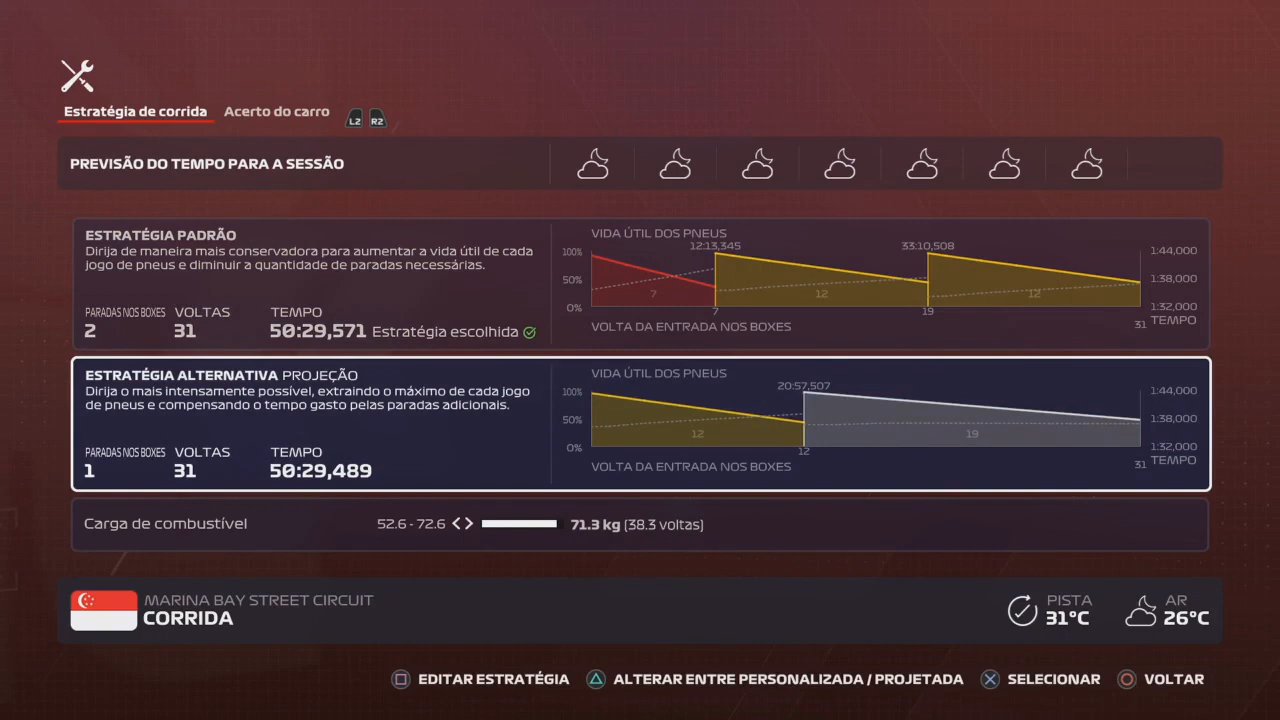 Estratégia de corrida Acerto do carro L2 R2
PREVISÃO DO TEMPO PARA A SESSÃO
ESTRATÉGIA PADRÃO
Dirija de maneira mais conservadora para aumentar a vida útil de cada
jogo de pneus e diminuir a quantidade de paradas necessárias.
PARADAS NOS BOXES VOLTAS TEMPO
2 31 50:29,571 Estratégia escolhida
VIDA ÚTIL DOS PNEUS
12:13,345 33:10,508
100% 1:44,000
50% 1:38,000
7 12 12
0% 1:32,000
7 19 31 TEMPO
VOLTA DA ENTRADA NOS BOXES
ESTRATÉGIA ALTERNATIVA PROJEÇÃO
Dirija o mais intensamente possível, extraindo o máximo de cada jogo
de pneus e compensando o tempo gasto pelas paradas adicionais.
PARADAS NOS BOXES VOLTAS TEMPO
1 31 50:29,489
VIDA ÚTIL DOS PNEUS
20:57,507
100% 1:44,000
50% 1:38,000
12 19
0% 1:32,000
12 31 TEMPO
VOLTA DA ENTRADA NOS BOXES
Carga de combustível 52.6 - 72.6 71.3 kg (38.3 voltas)
MARINA BAY STREET CIRCUIT
CORRIDA
PISTA
31°C
AR
26°C
EDITAR ESTRATÉGIA ALTERAR ENTRE PERSONALIZADA / PROJETADA SELECIONAR VOLTAR